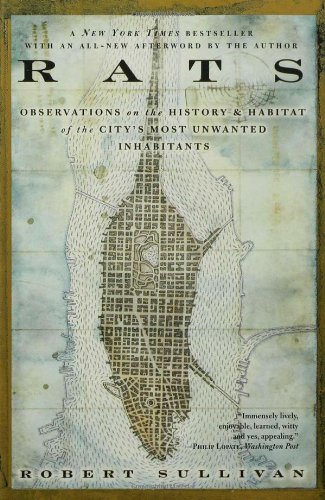 A NEW YORK TIMES BESTSELLER
WITH AN ALL-NEW AFTERWORD BY THE AUTHOR
RATS
OBSERVATIONS on the HISTORY & HABITAT
of the CITY'S MOST UNWANTED
INHABITANTS
"Immensely lively,
enjoyable, learned, witty
and yes, appealing."
PHILIP LOPATE, Washington Post
ROBERT SULLIVAN